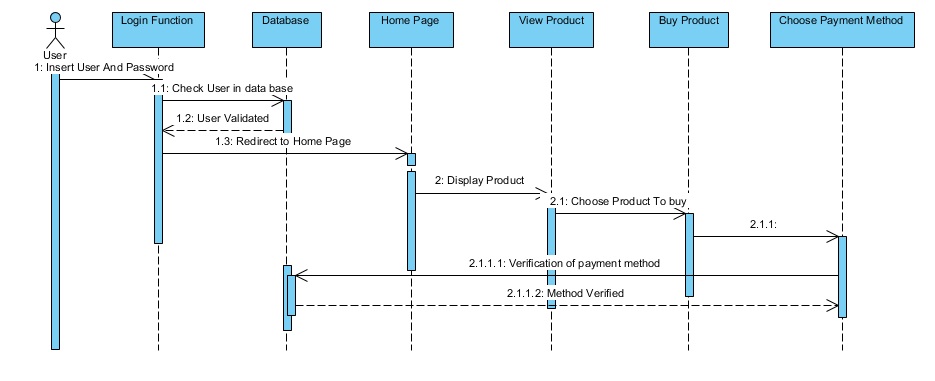 Login Function
Database
Home Page
View Product
Buy Product
Choose Payment Method
User
1: Insert User And Password
1.1: Check User in data base
1.2: User Validated
1.3: Redirect to Home Page
2: Display Product
2.1: Choose Product To buy
2.1.1:
2.1.1.1: Verification of payment method
2.1.1.2: Method Verified